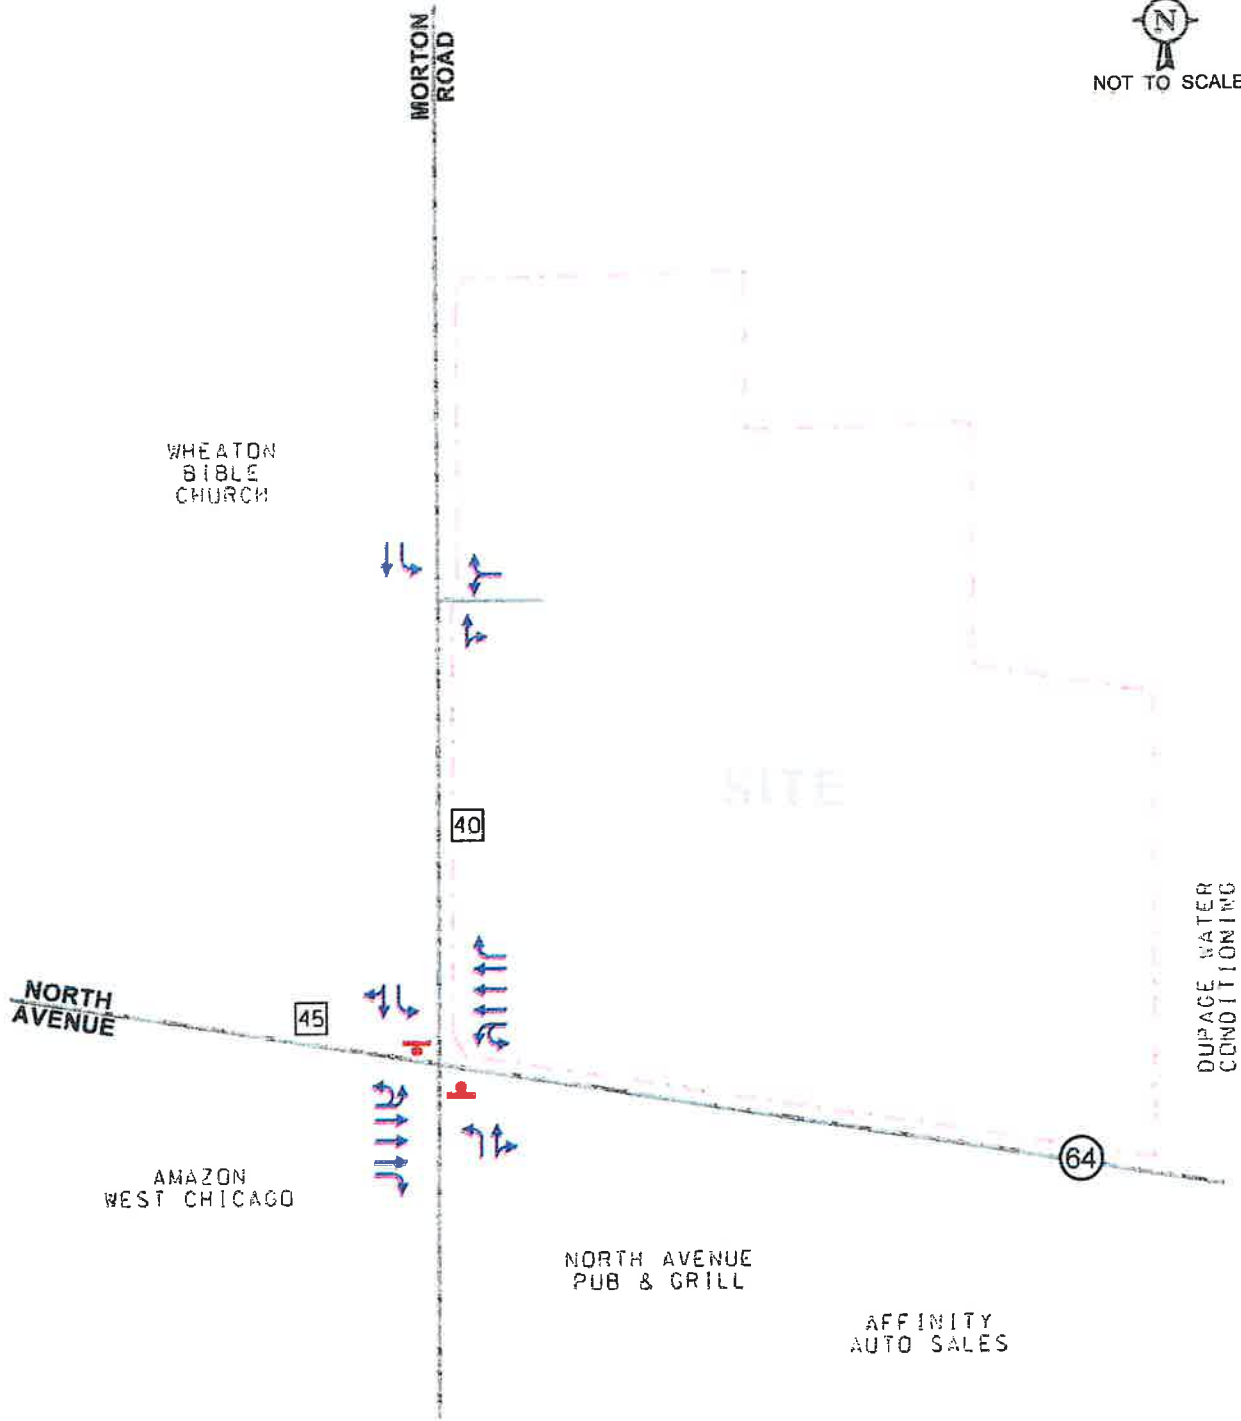 N
NOT TO SCALE
MORTON
ROAD
WHEATON
BIBLE
CHURCH
SITE
40
DUPAGE WATER
CONDITIONING
NORTH
AVENUE
45
64
AMAZON
WEST CHICAGO
NORTH AVENUE
PUB & GRILL
AFFINITY
AUTO SALES